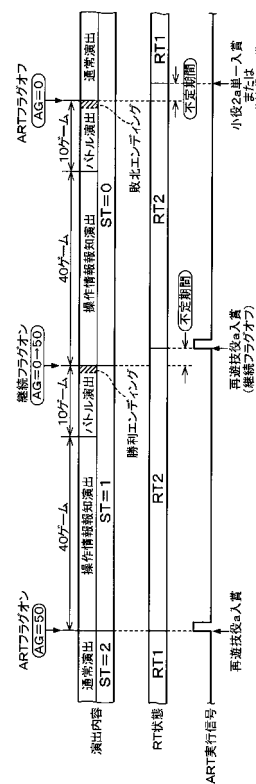 ARTフラグオン
AG=50
継続フラグオン
AG=0→50
ARTフラグオフ
AG=0
40ゲーム
10ゲーム
40ゲーム
10ゲーム
演出内容
通常演出
操作情報報知演出
バトル演出
操作情報報知演出
バトル演出
通常演出
ST=2
ST=1
ST=0
勝利エンディング
敗北エンディング
不定期間
不定期間
RT状態
RT1
RT2
RT2
RT1
ART実行信号
再遊技役a入賞
再遊技役a入賞
(継続フラグオフ)
小役2a単一入賞
または